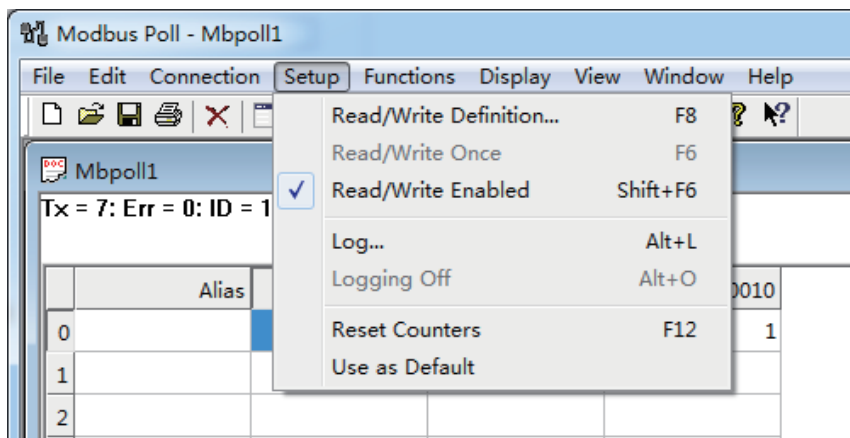 Modbus Poll - Mbpoll1
File Edit Connection Setup Functions Display View Window Help
Mbpoll1
Tx = 7: Err = 0: ID = 1
Read/Write Definition... F8
Read/Write Once F6
Read/Write Enabled Shift+F6
Log... Alt+L
Logging Off Alt+O
Reset Counters F12
Use as Default
Alias 0010
0 1
1
2